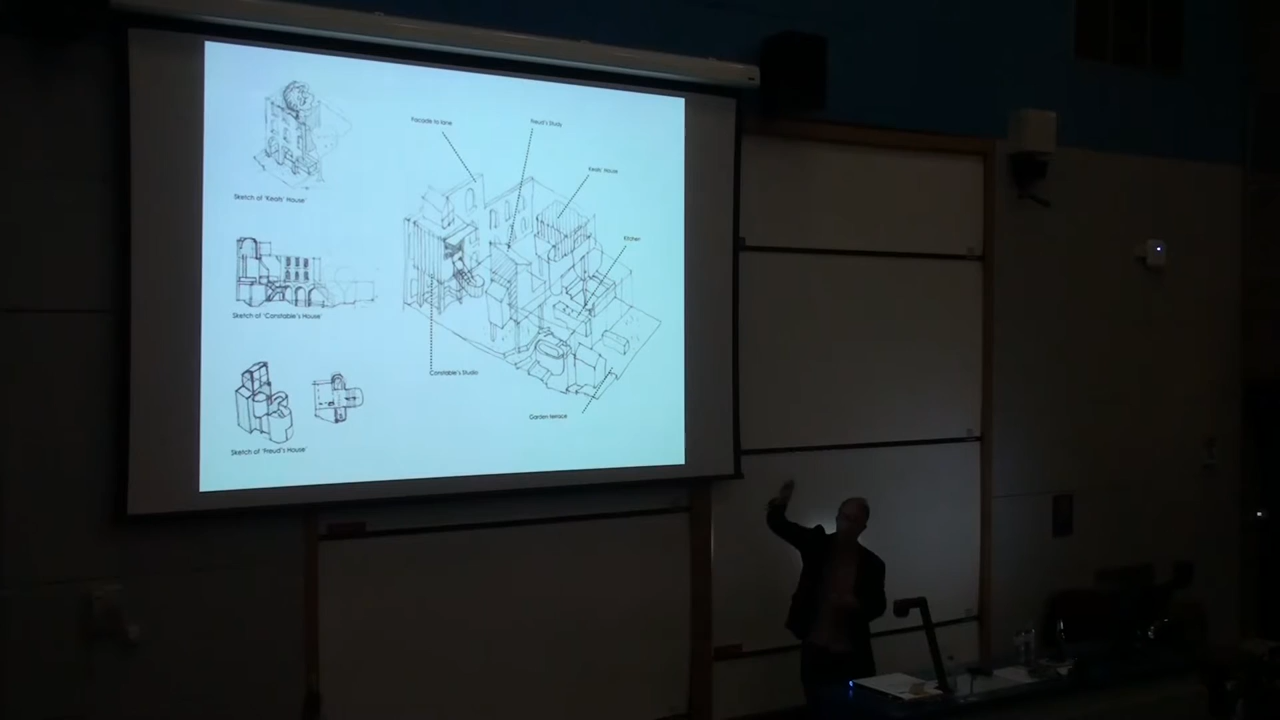 Sketch of 'Keats' House'
Sketch of 'Constable's House'
Sketch of 'Freud's House'
Facade to lane
Freud's Study
Keats' House
Kitchen
Constable's Studio
Garden terrace